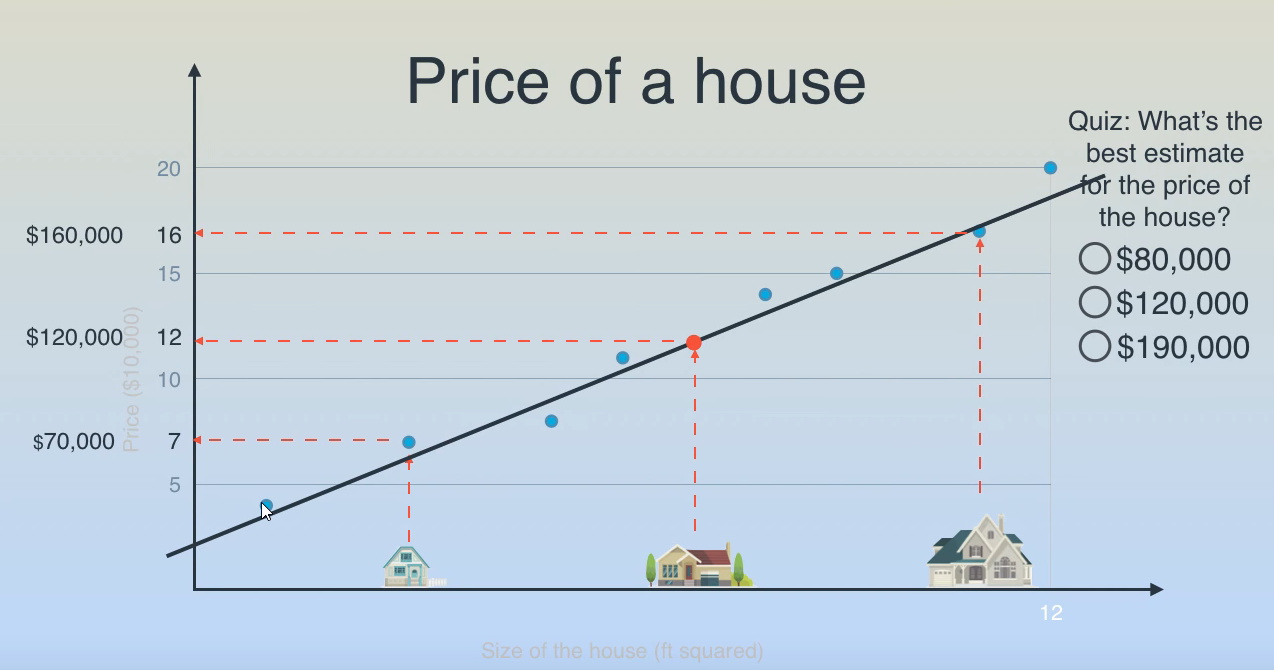 Price of a house
Quiz: What's the
best estimate
for the price of
the house?
$80,000
$120,000
$190,000
20
$160,000 16
15
$120,000 12
10
$70,000 7
5
Price ($10,000)
12
Size of the house (ft squared)